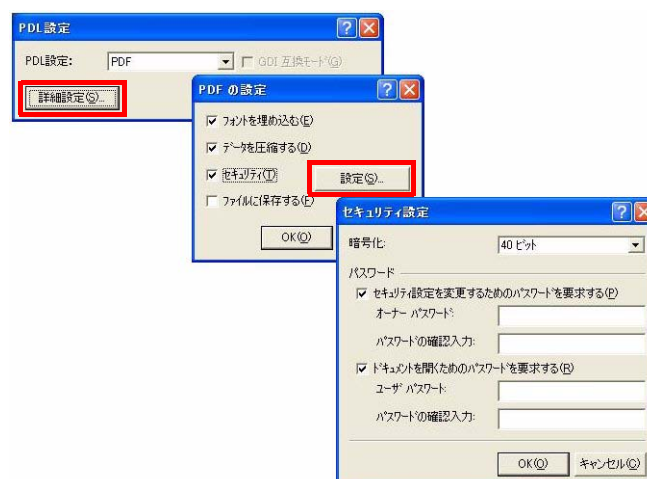 PDL設定
PDL設定:
PDF
GDI 互換モード(G)
詳細設定(S)...
PDF の設定
フォントを埋め込む(E)
データを圧縮する(D)
セキュリティ(T)
設定(S)...
ファイルに保存する(F)
OK(O)
セキュリティ設定
暗号化:
40 ビット
パスワード
セキュリティ設定を変更するためのパスワードを要求する(P)
オーナー パスワード:
パスワードの確認入力:
ドキュメントを開くためのパスワードを要求する(R)
ユーザ パスワード:
パスワードの確認入力:
OK(O)
キャンセル(C)